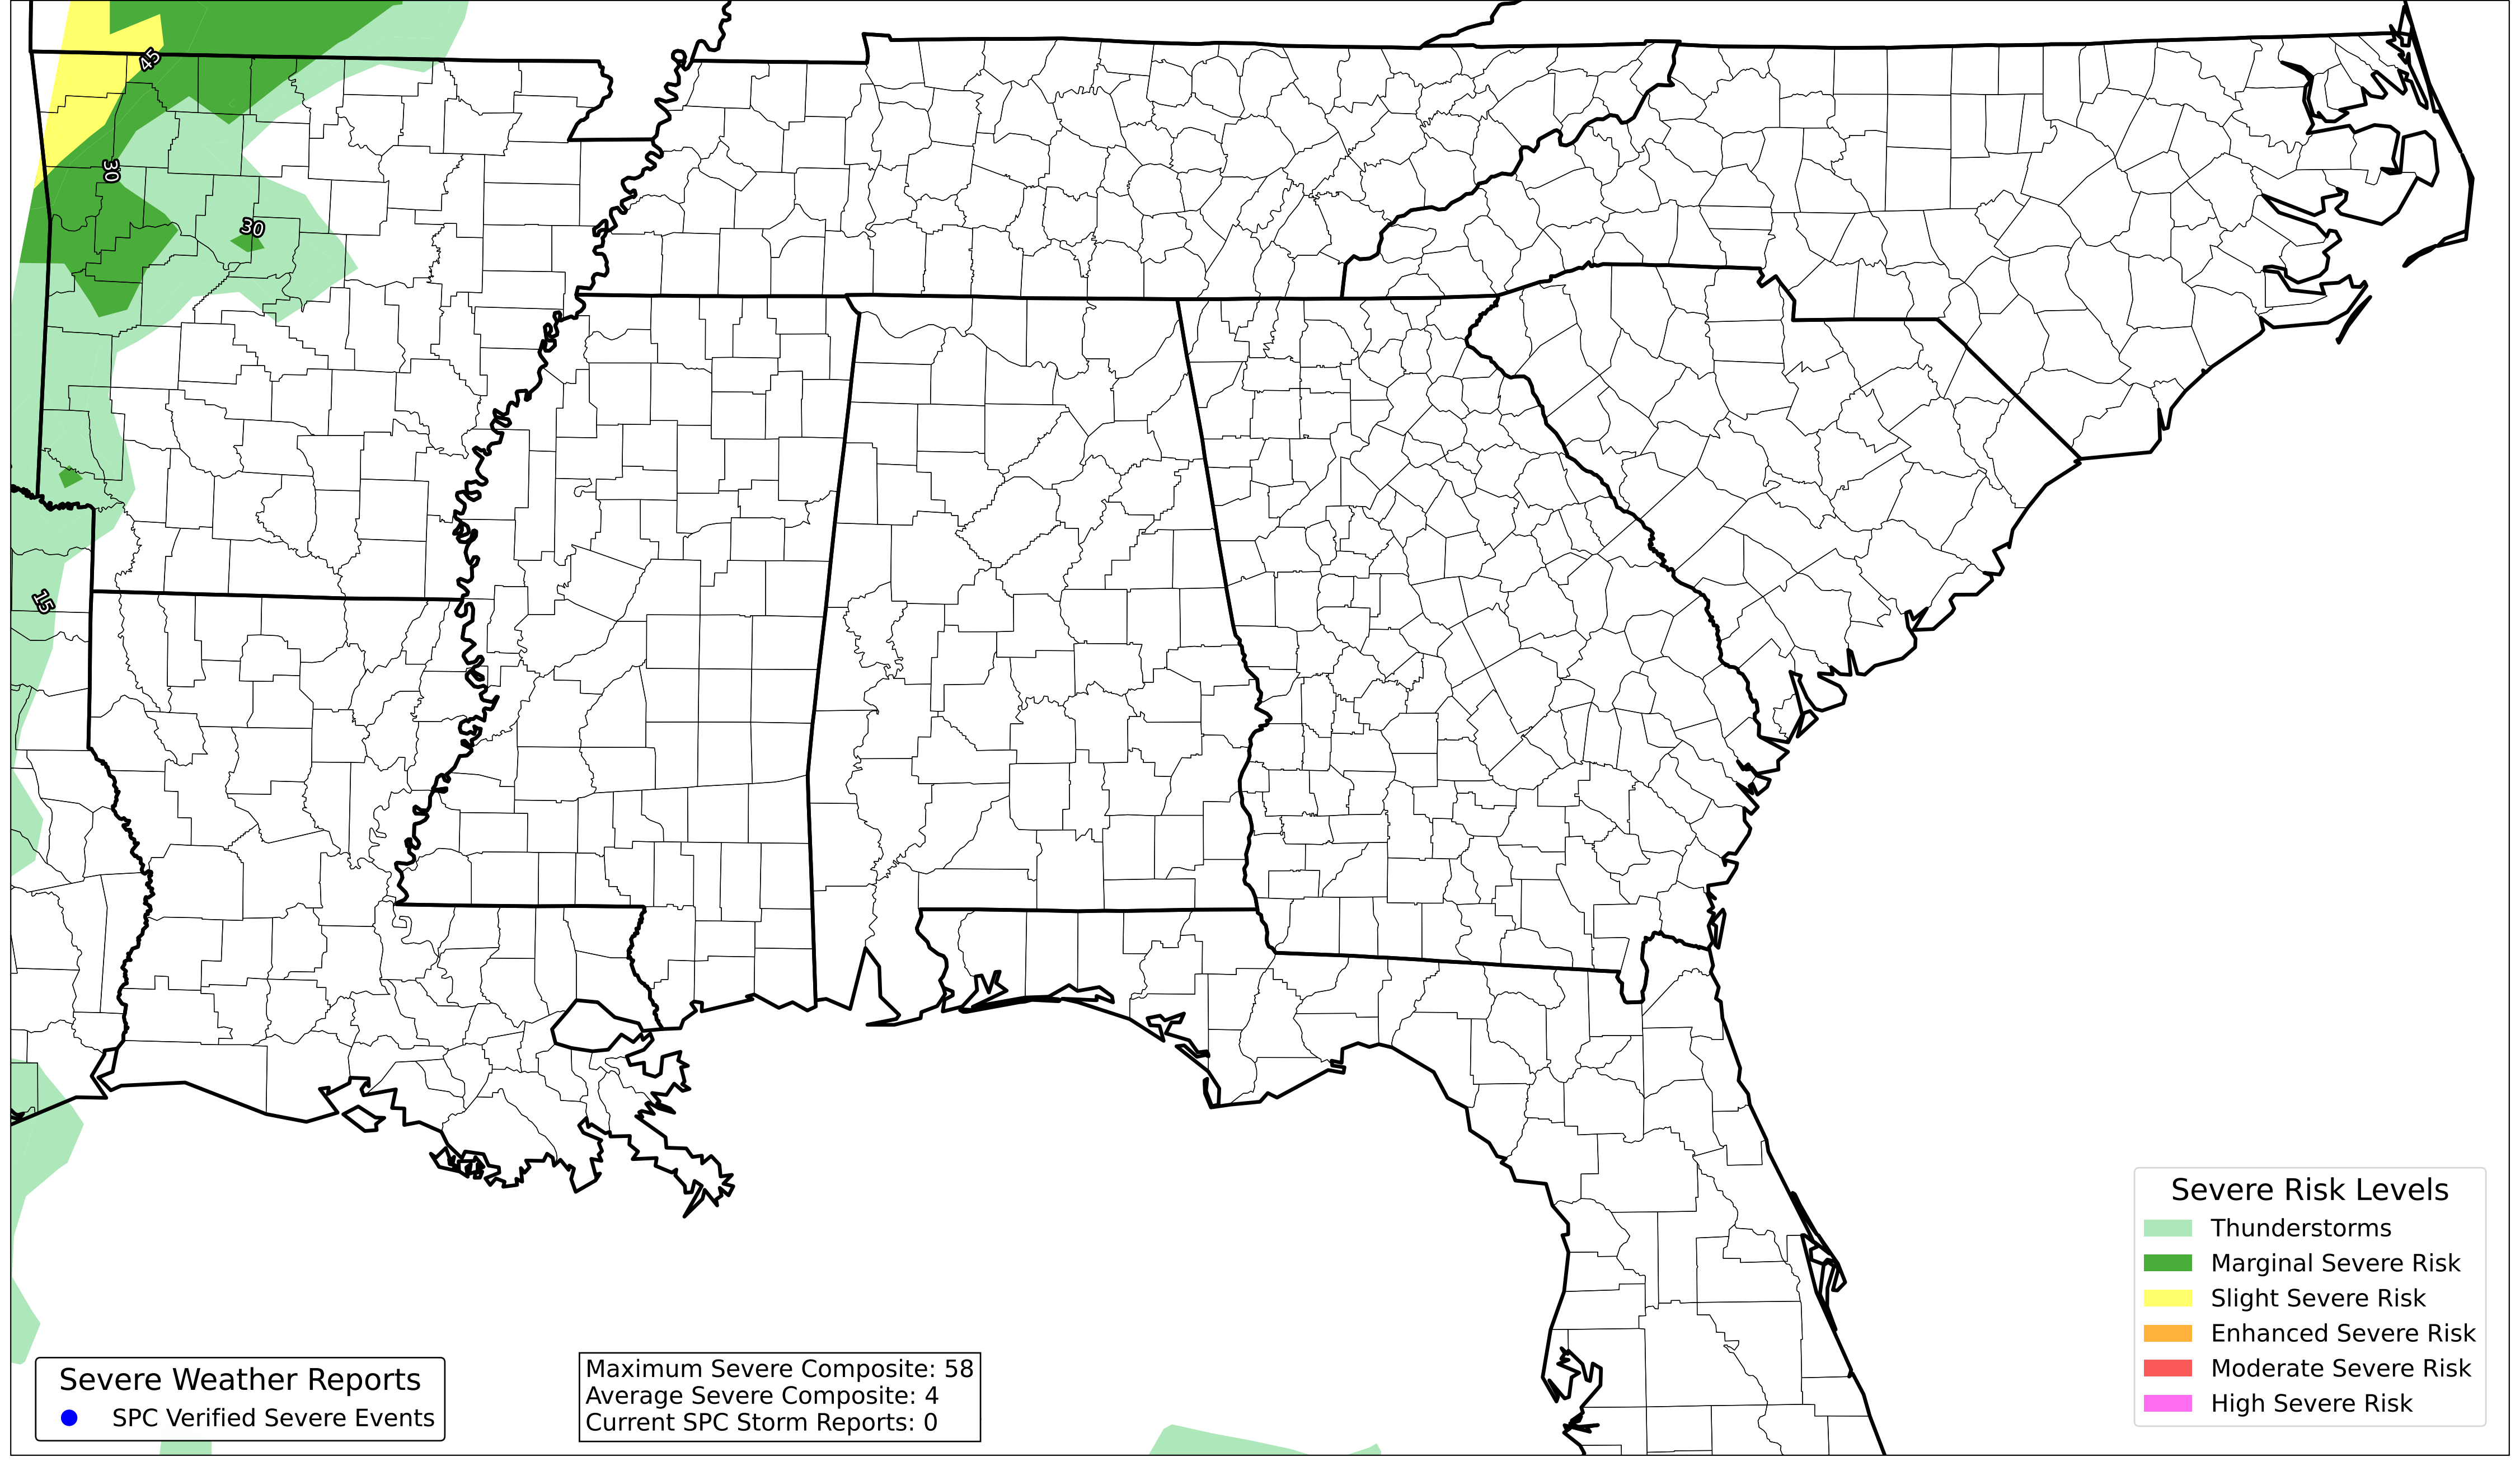 45
30
30
15
Severe Risk Levels
Thunderstorms
Marginal Severe Risk
Slight Severe Risk
Enhanced Severe Risk
Moderate Severe Risk
High Severe Risk
Severe Weather Reports
SPC Verified Severe Events
Maximum Severe Composite: 58
Average Severe Composite: 4
Current SPC Storm Reports: 0